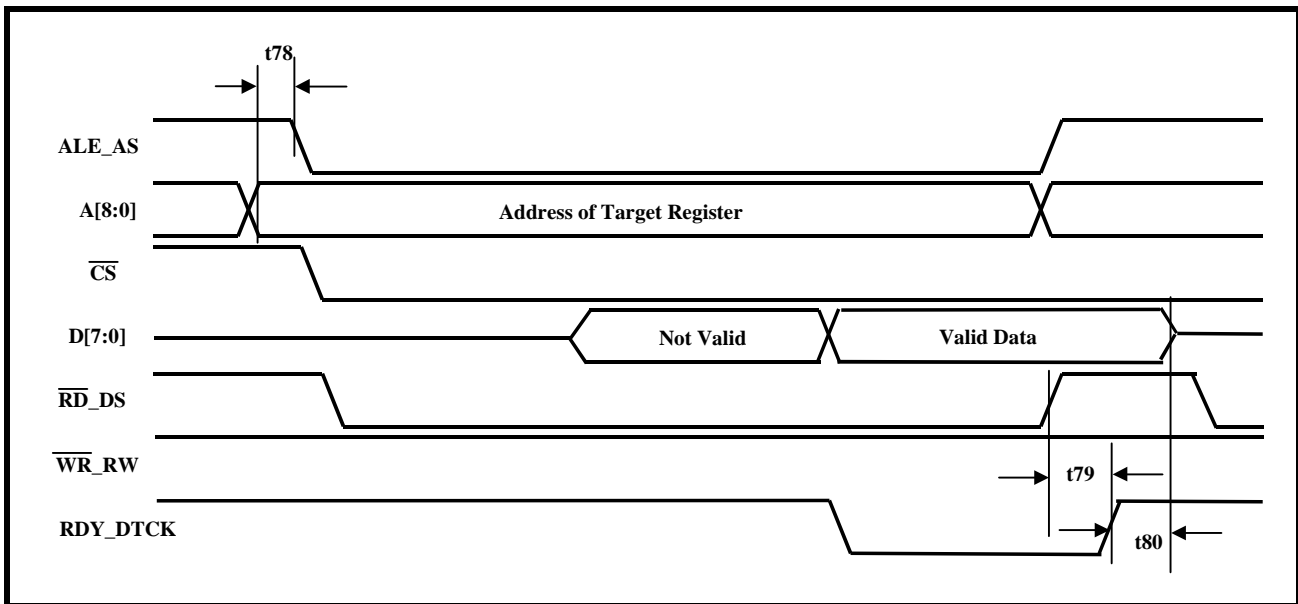 t78
ALE_AS
A[8:0]
Address of Target Register
CS
D[7:0]
Not Valid
Valid Data
RD_DS
WR_RW
t79
RDY_DTCK
t80